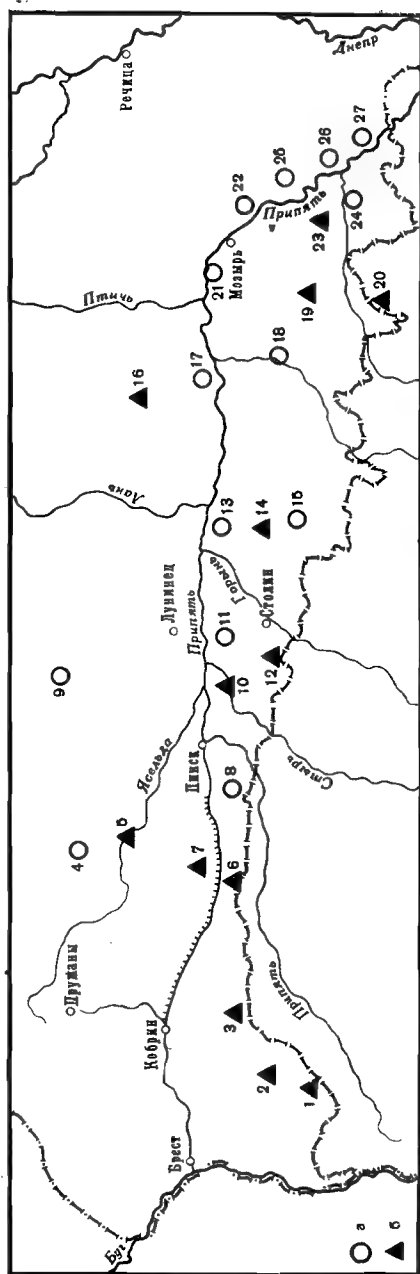 Буг
Брест
Кобрин
Пружаны
Ясельда
Пинск
Лунинец
Припять
Лань
Птичь
Речица
Днепр
Мозырь
Припять
Горынь
Столин
Стырь
Припять
1
2
3
4
5
6
7
8
9
10
11
12
13
14
15
16
17
18
19
20
21
22
23
24
25
26
27
а
б